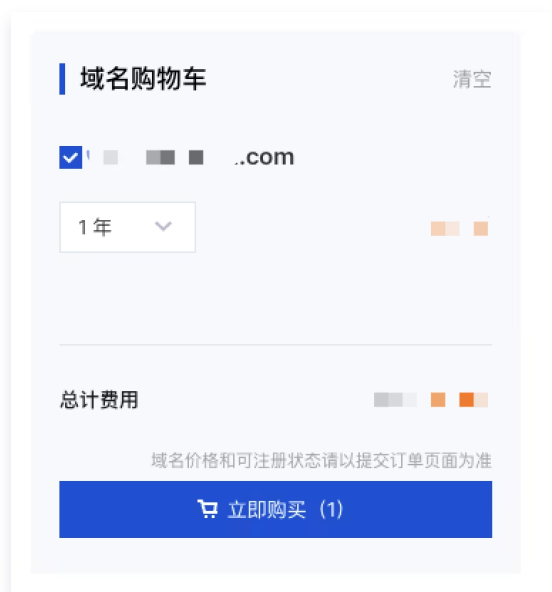 域名购物车 清空
.com
1 年
总计费用
域名价格和可注册状态请以提交订单页面为准
立即购买（1）